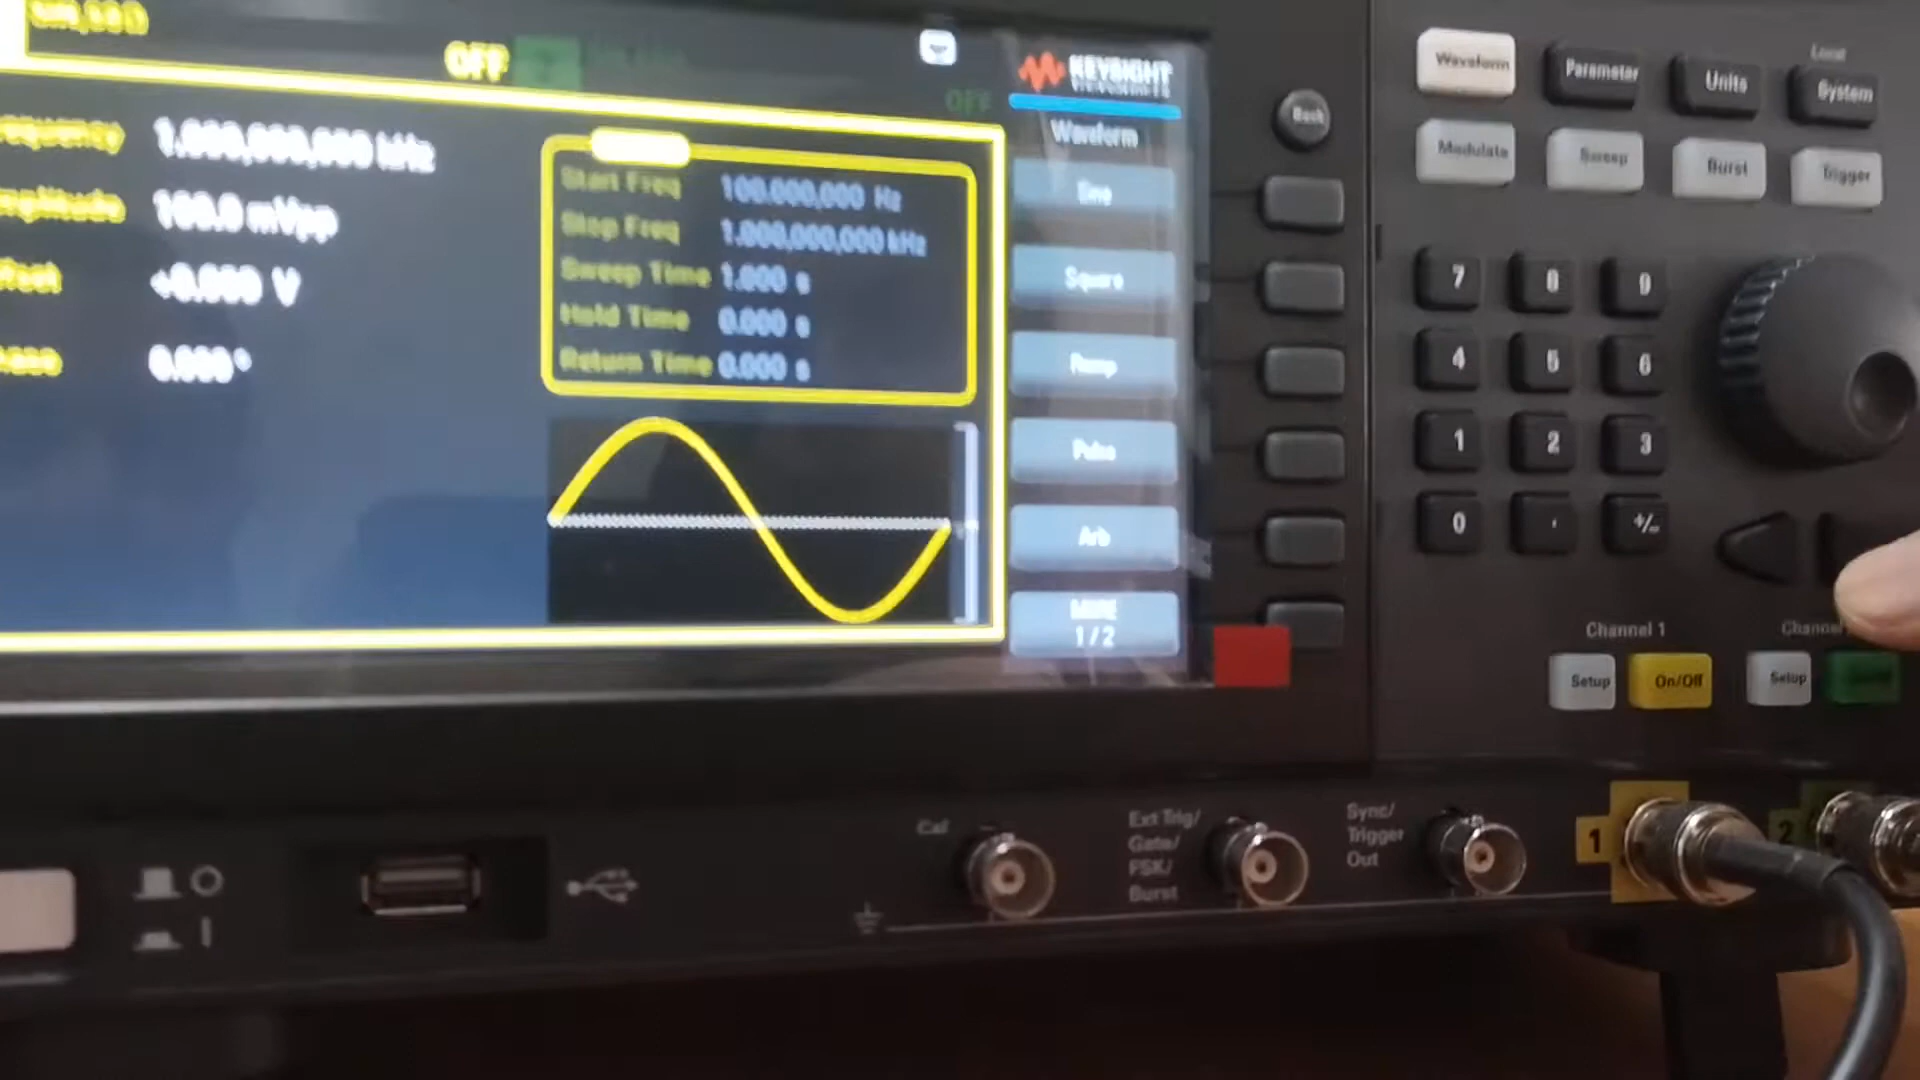 OFF
OFF
KEYSIGHT
Waveform
1.000,000,000 kHz
100.0 mVpp
+0.000 V
0.000 °
Start Freq 100.000,000 Hz
Stop Freq 1.000,000,000 kHz
Sweep Time 1.000 s
Hold Time 0.000 s
Return Time 0.000 s
Sine
Square
Ramp
Pulse
Arb
MORE
1 / 2
Back
Waveform
Parameter
Units
Local
System
Modulate
Sweep
Burst
Trigger
7 8 9
4 5 6
1 2 3
0 . +/-
Channel 1
Channel
Setup
On/Off
Setup
Cal
Ext Trig/
Gate/
FSK/
Burst
Sync/
Trigger
Out
1
2